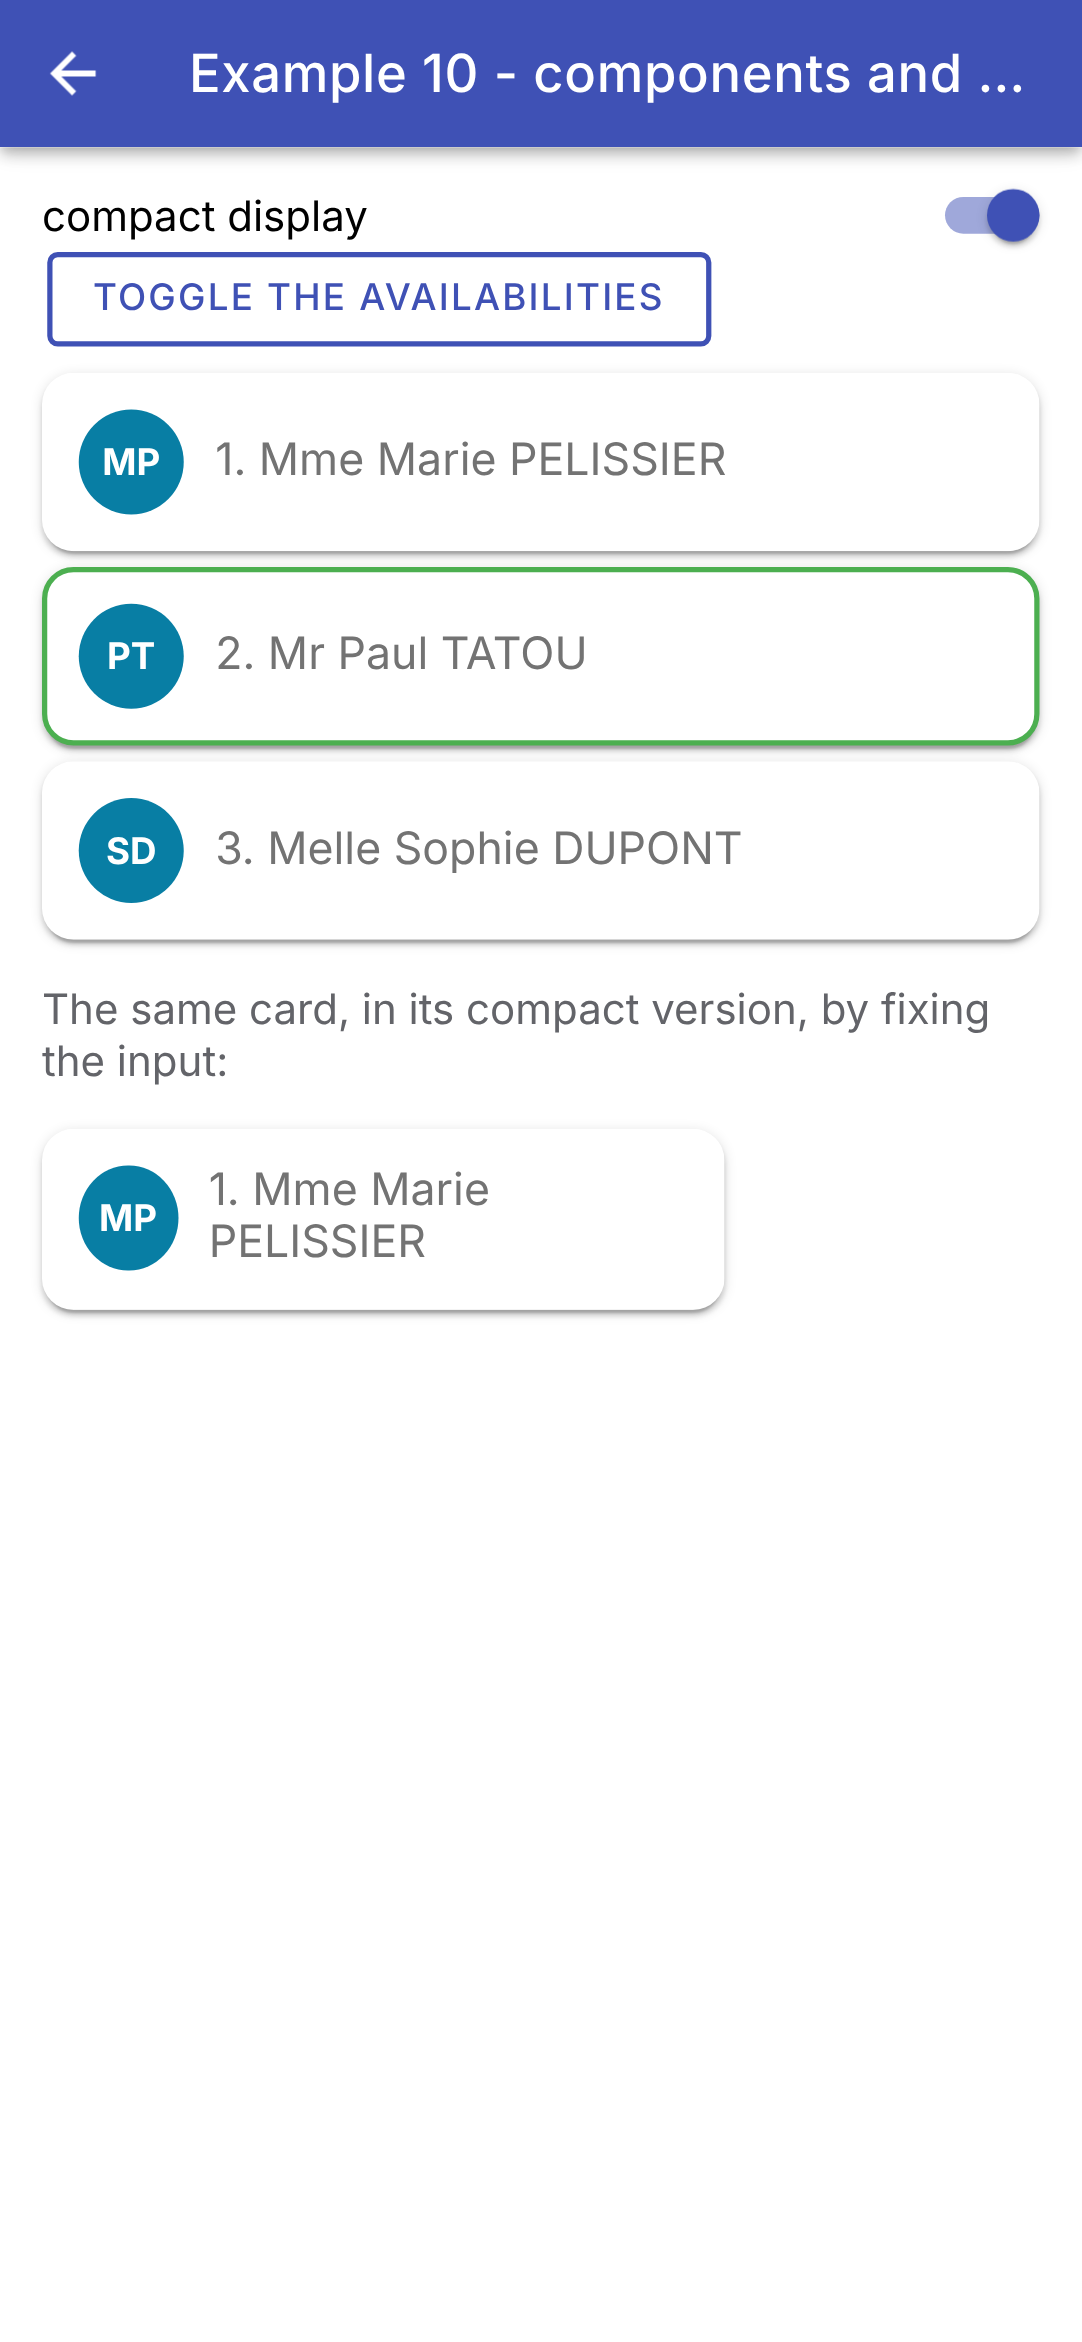 Example 10 - components and ...
compact display
TOGGLE THE AVAILABILITIES
MP 1. Mme Marie PELISSIER
PT 2. Mr Paul TATOU
SD 3. Melle Sophie DUPONT
The same card, in its compact version, by fixing
the input:
MP 1. Mme Marie
PELISSIER